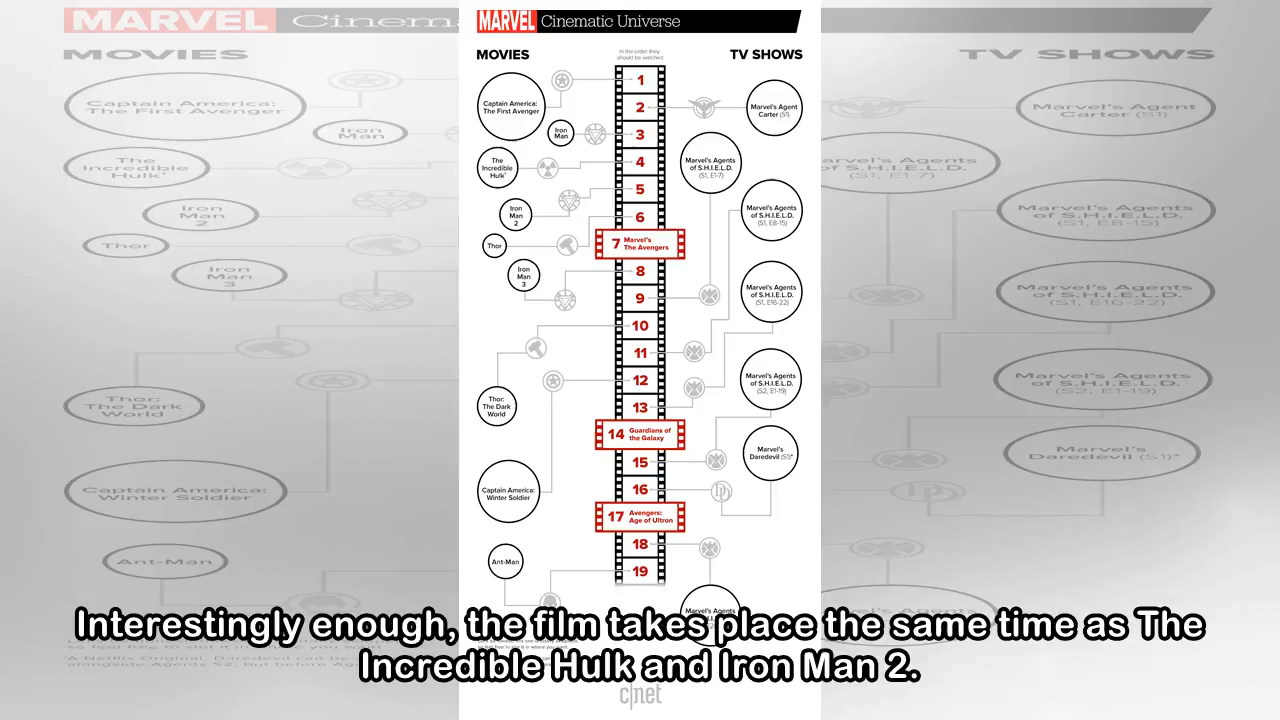 MARVEL Cinematic Universe
MOVIES
In the order they
should be watched
TV SHOWS
1
Captain America:
The First Avenger
2
Marvel's Agent
Carter (S1)
Iron
Man
3
The
Incredible
Hulk
4
Marvel's Agents
of S.H.I.E.L.D.
(S1, E1-7)
5
Iron
Man
2
Marvel's Agents
of S.H.I.E.L.D.
(S1, E8-15)
6
Thor
7 Marvel's
The Avengers
Iron
Man
3
8
Marvel's Agents
of S.H.I.E.L.D.
(S1, E16-22)
9
10
11
12
Marvel's Agents
of S.H.I.E.L.D.
(S2, E1-19)
Thor:
The Dark
World
13
14 Guardians of
the Galaxy
Marvel's
Daredevil (S1)*
15
Captain America:
Winter Soldier
16
17 Avengers:
Age of Ultron
18
Ant-Man
19
Marvel's Agents
Interestingly enough, the film takes place the same time as The
Incredible Hulk and Iron Man 2.
c|net